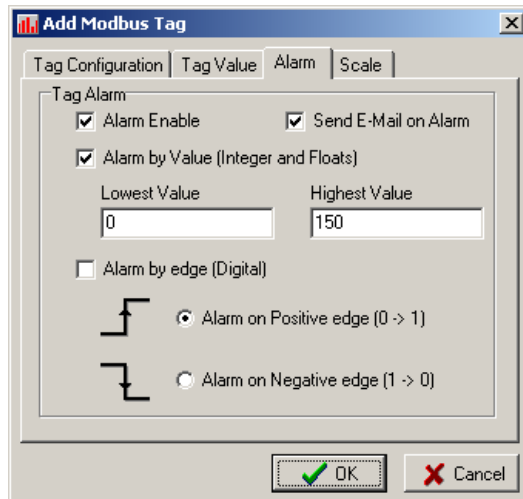 Add Modbus Tag
Tag Configuration Tag Value Alarm Scale
Tag Alarm
Alarm Enable Send E-Mail on Alarm
Alarm by Value (Integer and Floats)
Lowest Value Highest Value
0 150
Alarm by edge (Digital)
Alarm on Positive edge (0 -> 1)
Alarm on Negative edge (1 -> 0)
OK Cancel